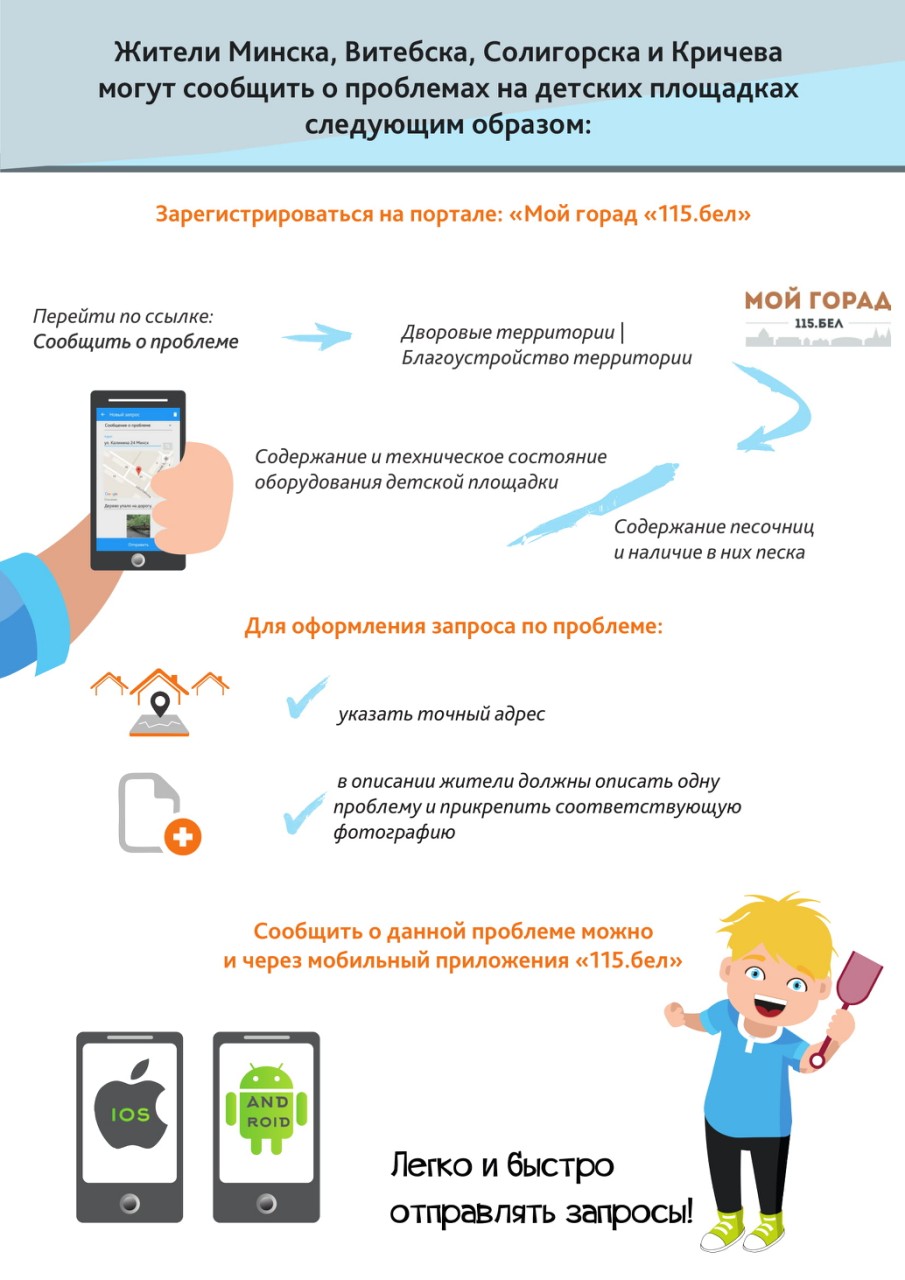 Жители Минска, Витебска, Солигорска и Кричева
могут сообщить о проблемах на детских площадках
следующим образом:
Зарегистрироваться на портале: «Мой горад «115.бел»
Перейти по ссылке:
Сообщить о проблеме
Дворовые территории |
Благоустройство территории
МОЙ ГОРАД
115.БЕЛ
Новый запрос
Сообщение о проблеме
ул. Калинина 24 Минск
Дерево упало на дорогу
Отправить
Содержание и техническое состояние
оборудования детской площадки
Содержание песочниц
и наличие в них песка
Для оформления запроса по проблеме:
указать точный адрес
в описании жители должны описать одну
проблему и прикрепить соответствующую
фотографию
Сообщить о данной проблеме можно
и через мобильный приложения «115.бел»
IOS
AND
ROID
Легко и быстро
отправлять запросы!